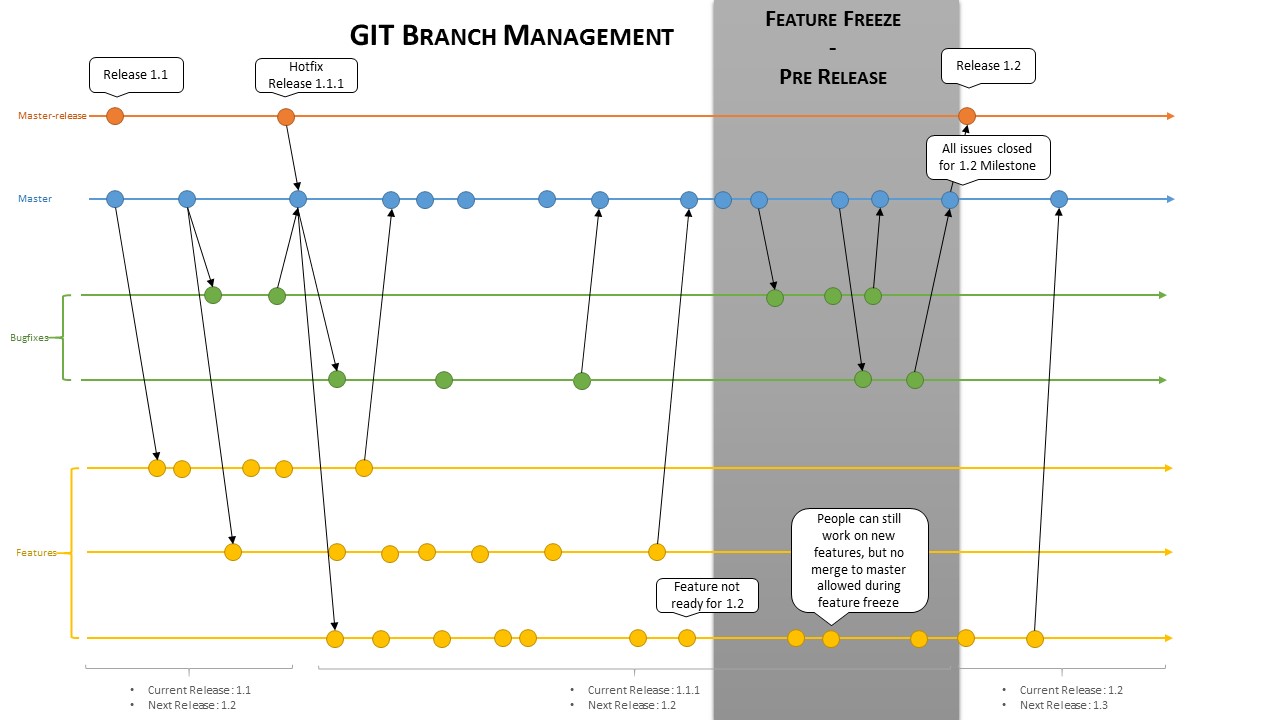 GIT BRANCH MANAGEMENT
FEATURE FREEZE
-
PRE RELEASE
Release 1.1
Hotfix
Release 1.1.1
Release 1.2
Master-release
All issues closed
for 1.2 Milestone
Master
Bugfixes
People can still
work on new
features, but no
merge to master
allowed during
feature freeze
Features
Feature not
ready for 1.2
• Current Release: 1.1
• Next Release: 1.2
• Current Release: 1.1.1
• Next Release: 1.2
• Current Release: 1.2
• Next Release: 1.3